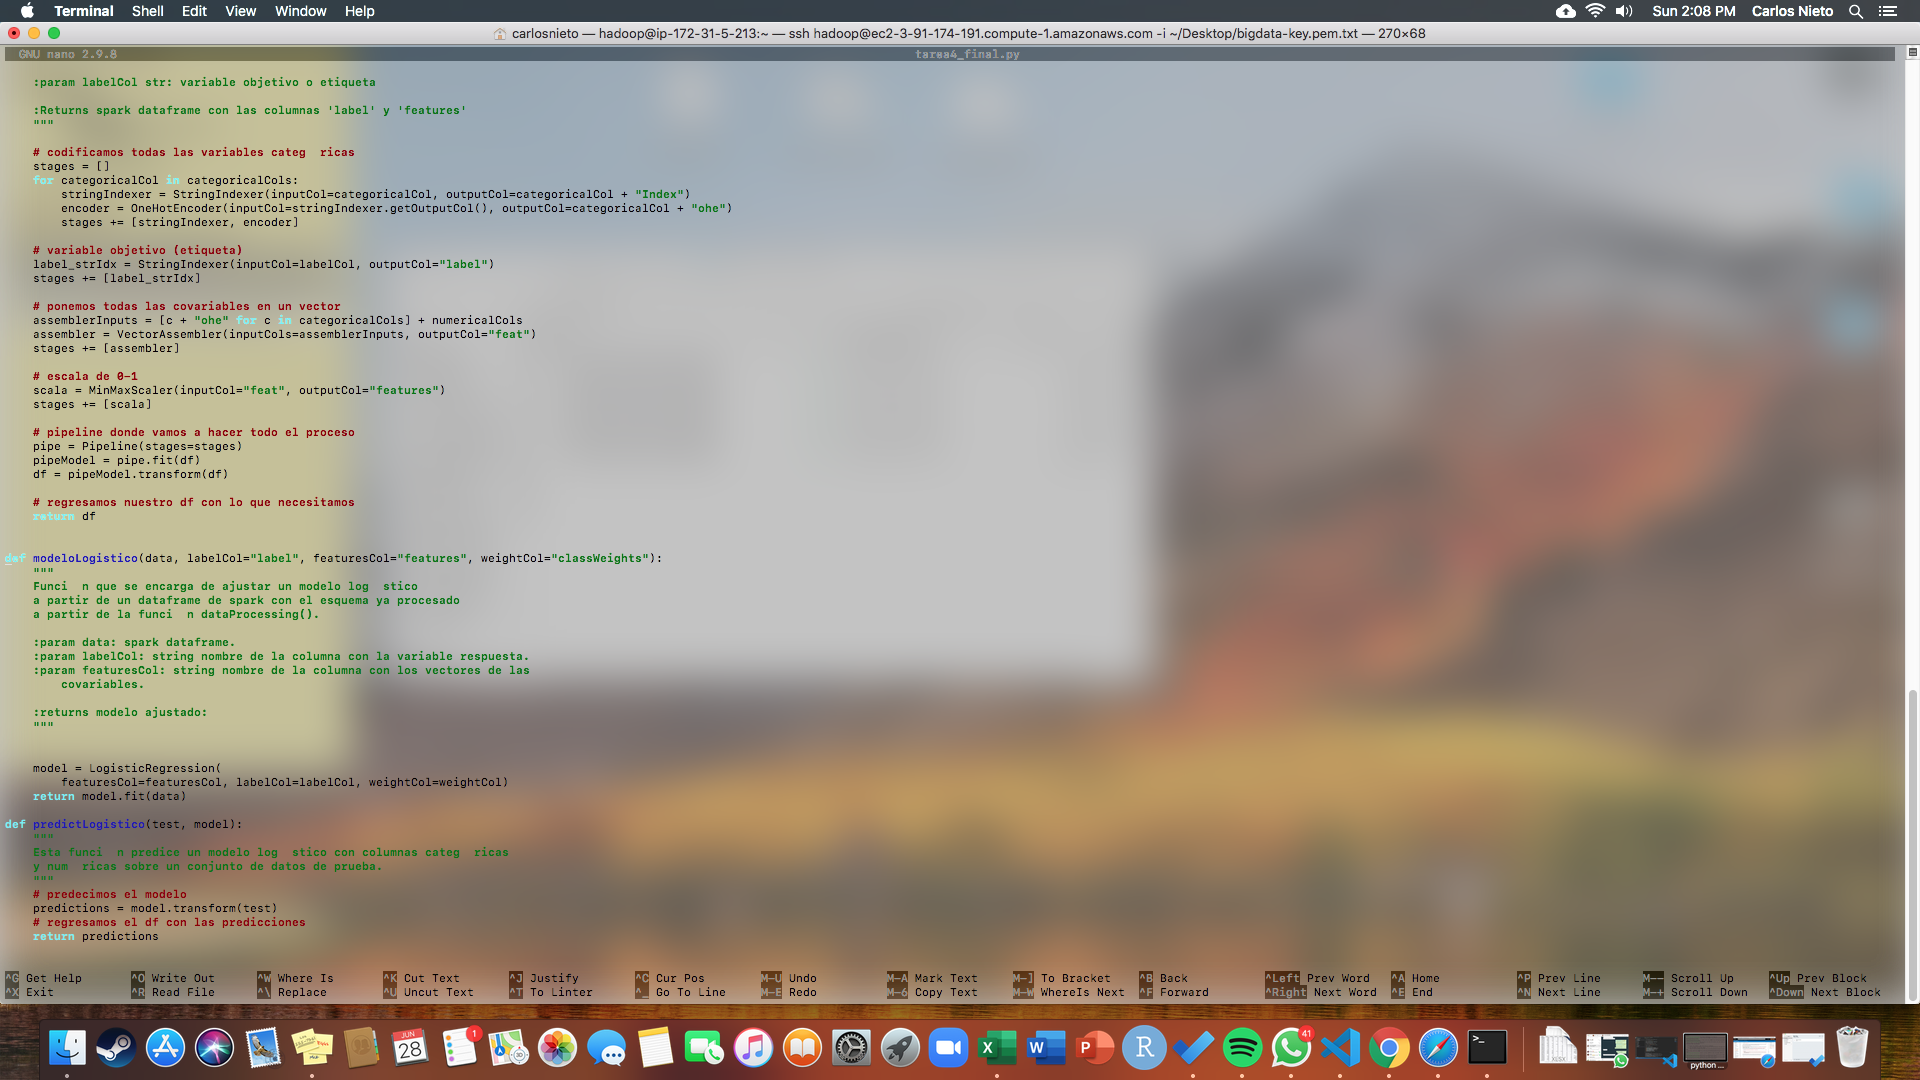 Terminal Shell Edit View Window Help
Sun 2:08 PM Carlos Nieto
carlosnieto — hadoop@ip-172-31-5-213:~ — ssh hadoop@ec2-3-91-174-191.compute-1.amazonaws.com -i ~/Desktop/bigdata-key.pem.txt — 270×68
GNU nano 2.9.8 tarea4_final.py
:param labelCol str: variable objetivo o etiqueta
:Returns spark dataframe con las columnas 'label' y 'features'
"""
# codificamos todas las variables categ ricas
stages = []
for categoricalCol in categoricalCols:
stringIndexer = StringIndexer(inputCol=categoricalCol, outputCol=categoricalCol + "Index")
encoder = OneHotEncoder(inputCol=stringIndexer.getOutputCol(), outputCol=categoricalCol + "ohe")
stages += [stringIndexer, encoder]
# variable objetivo (etiqueta)
label_strIdx = StringIndexer(inputCol=labelCol, outputCol="label")
stages += [label_strIdx]
# ponemos todas las covariables en un vector
assemblerInputs = [c + "ohe" for c in categoricalCols] + numericalCols
assembler = VectorAssembler(inputCols=assemblerInputs, outputCol="feat")
stages += [assembler]
# escala de 0-1
scala = MinMaxScaler(inputCol="feat", outputCol="features")
stages += [scala]
# pipeline donde vamos a hacer todo el proceso
pipe = Pipeline(stages=stages)
pipeModel = pipe.fit(df)
df = pipeModel.transform(df)
# regresamos nuestro df con lo que necesitamos
return df
def modeloLogistico(data, labelCol="label", featuresCol="features", weightCol="classWeights"):
"""
Funci n que se encarga de ajustar un modelo log stico
a partir de un dataframe de spark con el esquema ya procesado
a partir de la funci n dataProcessing().
:param data: spark dataframe.
:param labelCol: string nombre de la columna con la variable respuesta.
:param featuresCol: string nombre de la columna con los vectores de las
covariables.
:returns modelo ajustado:
"""
model = LogisticRegression(
featuresCol=featuresCol, labelCol=labelCol, weightCol=weightCol)
return model.fit(data)
def predictLogistico(test, model):
"""
Esta funci n predice un modelo log stico con columnas categ ricas
y num ricas sobre un conjunto de datos de prueba.
"""
# predecimos el modelo
predictions = model.transform(test)
# regresamos el df con las predicciones
return predictions
^G Get Help ^O Write Out ^W Where Is ^K Cut Text ^J Justify ^C Cur Pos M-U Undo M-A Mark Text M-] To Bracket ^B Back ^Left Prev Word ^A Home ^P Prev Line M-- Scroll Up ^Up Prev Block
^X Exit ^R Read File ^\ Replace ^U Uncut Text ^T To Linter ^_ Go To Line M-E Redo M-6 Copy Text M-W WhereIs Next ^F Forward ^Right Next Word ^E End ^N Next Line M-+ Scroll Down ^Down Next Block
JUN
28
1
X
W
P
R
41
>_
XLSX
python ...